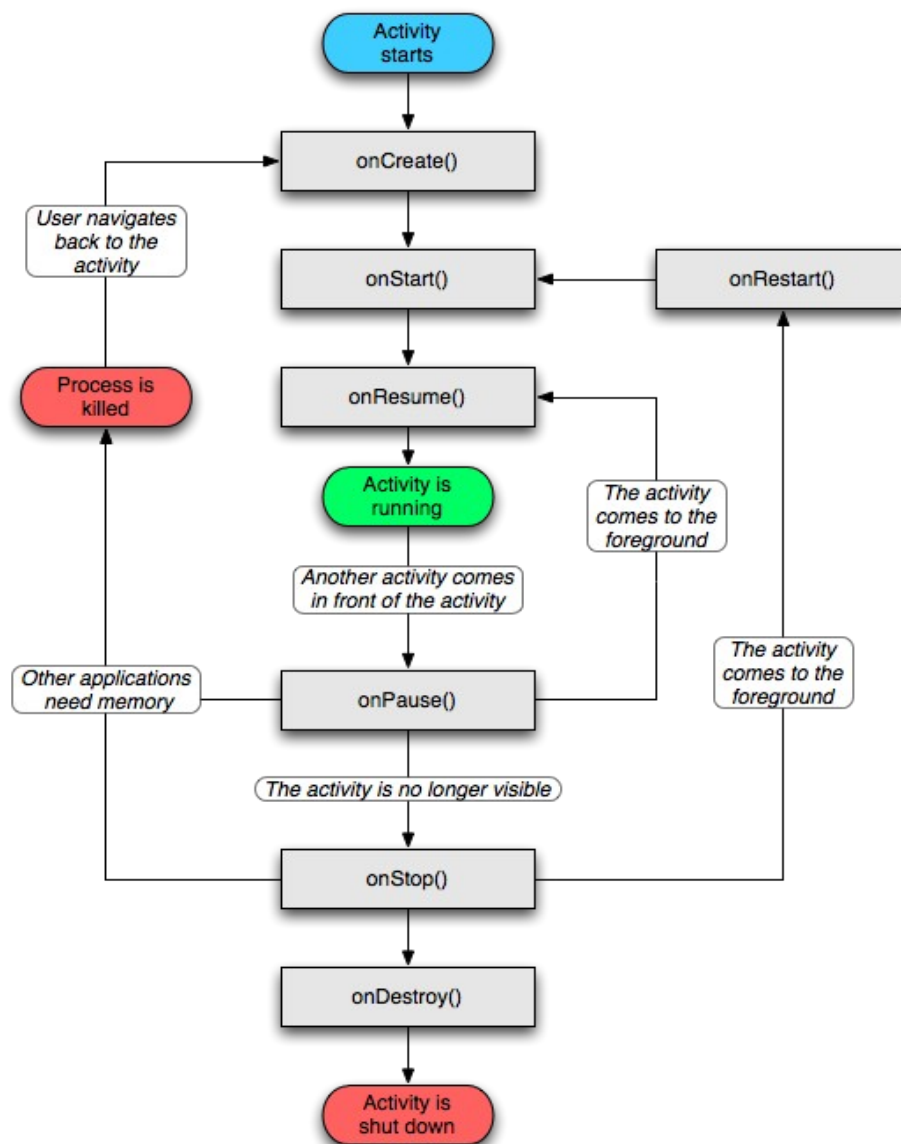 Activity
starts
onCreate()
User navigates
back to the
activity
onStart()
onRestart()
Process is
killed
onResume()
Activity is
running
The activity
comes to the
foreground
Another activity comes
in front of the activity
Other applications
need memory
onPause()
The activity
comes to the
foreground
The activity is no longer visible
onStop()
onDestroy()
Activity is
shut down